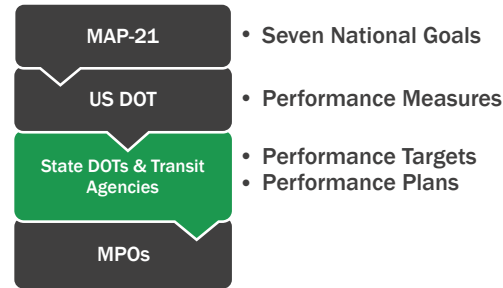 MAP-21
• Seven National Goals
US DOT
• Performance Measures
State DOTs & Transit
Agencies
• Performance Targets
• Performance Plans
MPOs